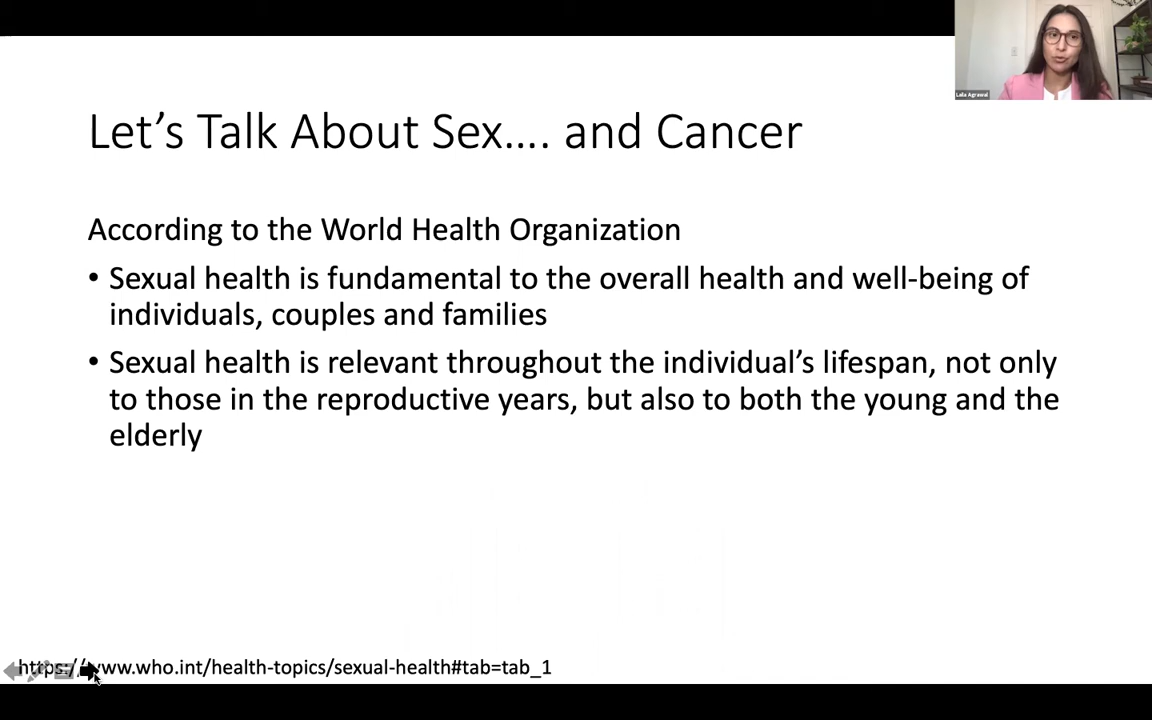 Laila Agrawal
Let’s Talk About Sex…. and Cancer
According to the World Health Organization
• Sexual health is fundamental to the overall health and well-being of
individuals, couples and families
• Sexual health is relevant throughout the individual’s lifespan, not only
to those in the reproductive years, but also to both the young and the
elderly
https://www.who.int/health-topics/sexual-health#tab=tab_1